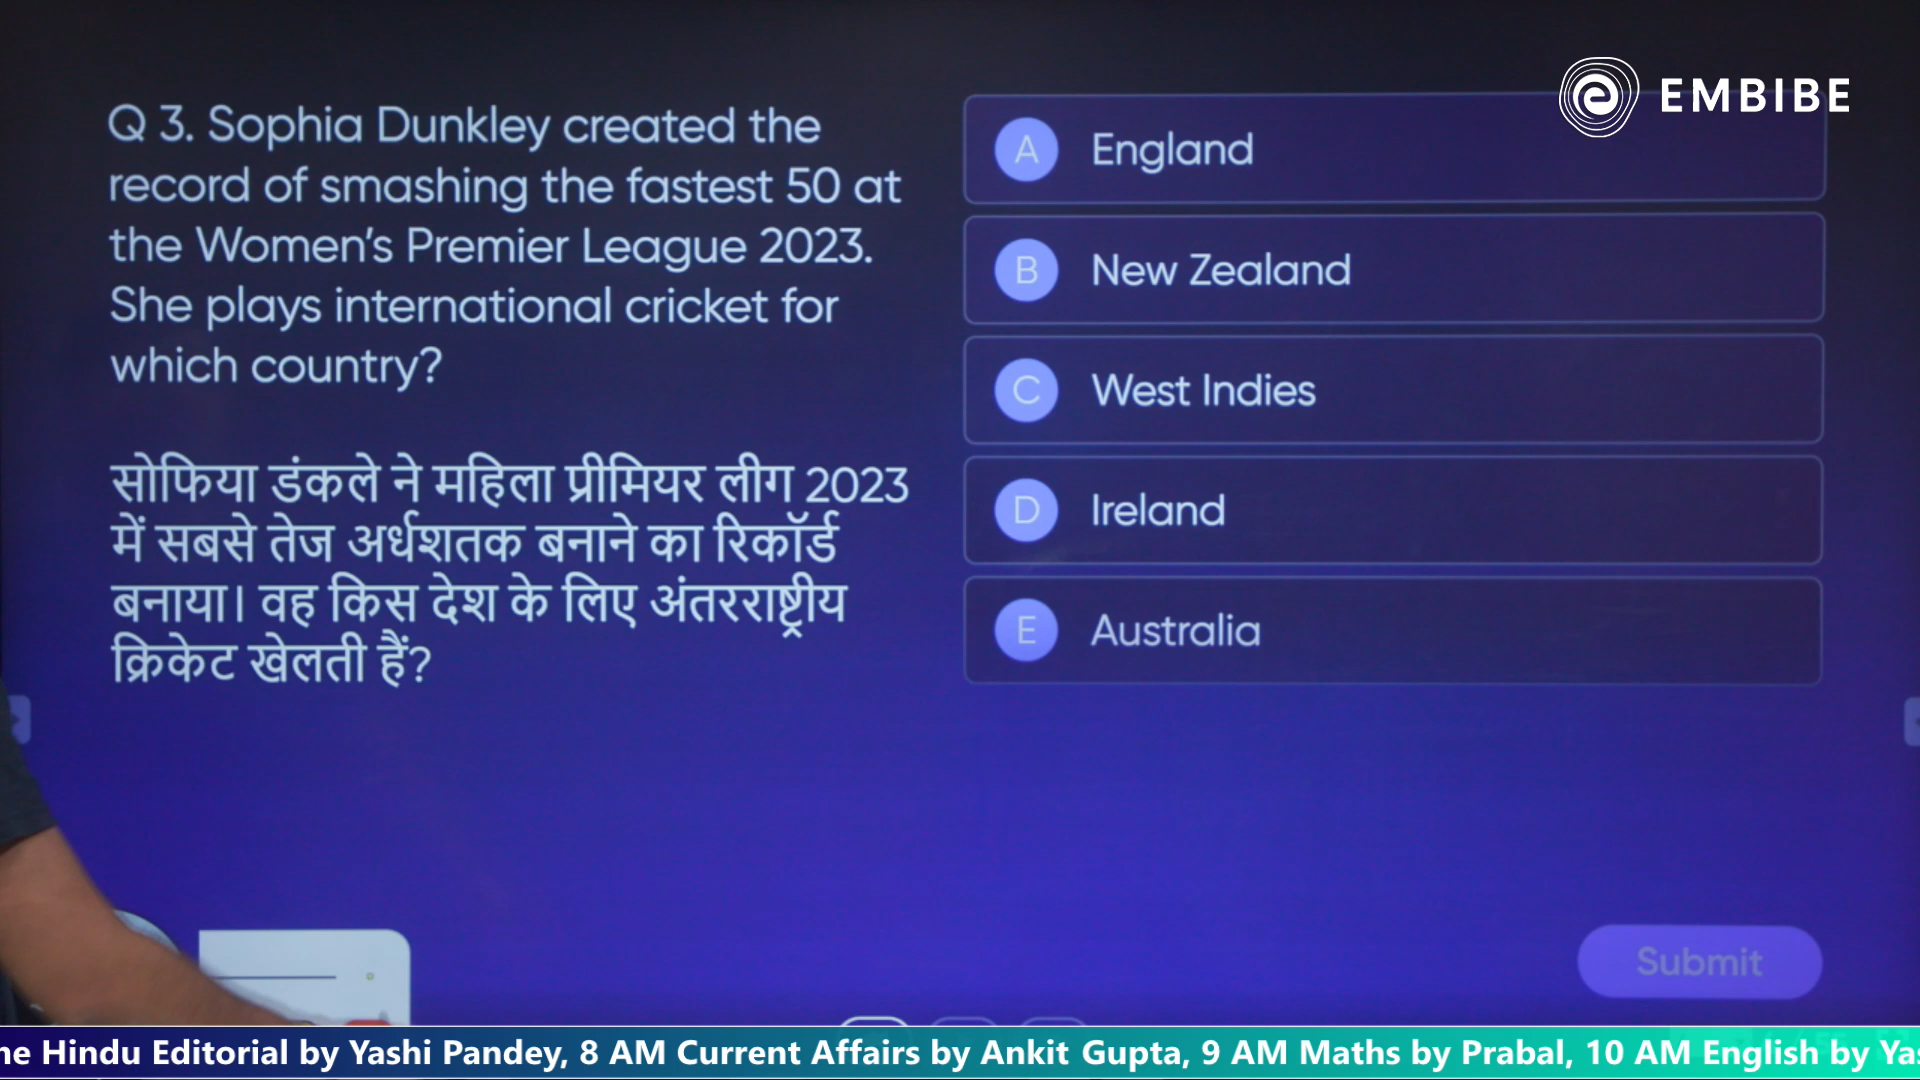 EMBIBE
Q 3. Sophia Dunkley created the
record of smashing the fastest 50 at
the Women's Premier League 2023.
She plays international cricket for
which country?
सोफिया डंकले ने महिला प्रीमियर लीग 2023
में सबसे तेज अर्धशतक बनाने का रिकॉर्ड
बनाया। वह किस देश के लिए अंतरराष्ट्रीय
क्रिकेट खेलती हैं?
A England
B New Zealand
C West Indies
D Ireland
E Australia
Submit
Hindu Editorial by Yashi Pandey, 8 AM Current Affairs by Ankit Gupta, 9 AM Maths by Prabal, 10 AM English by